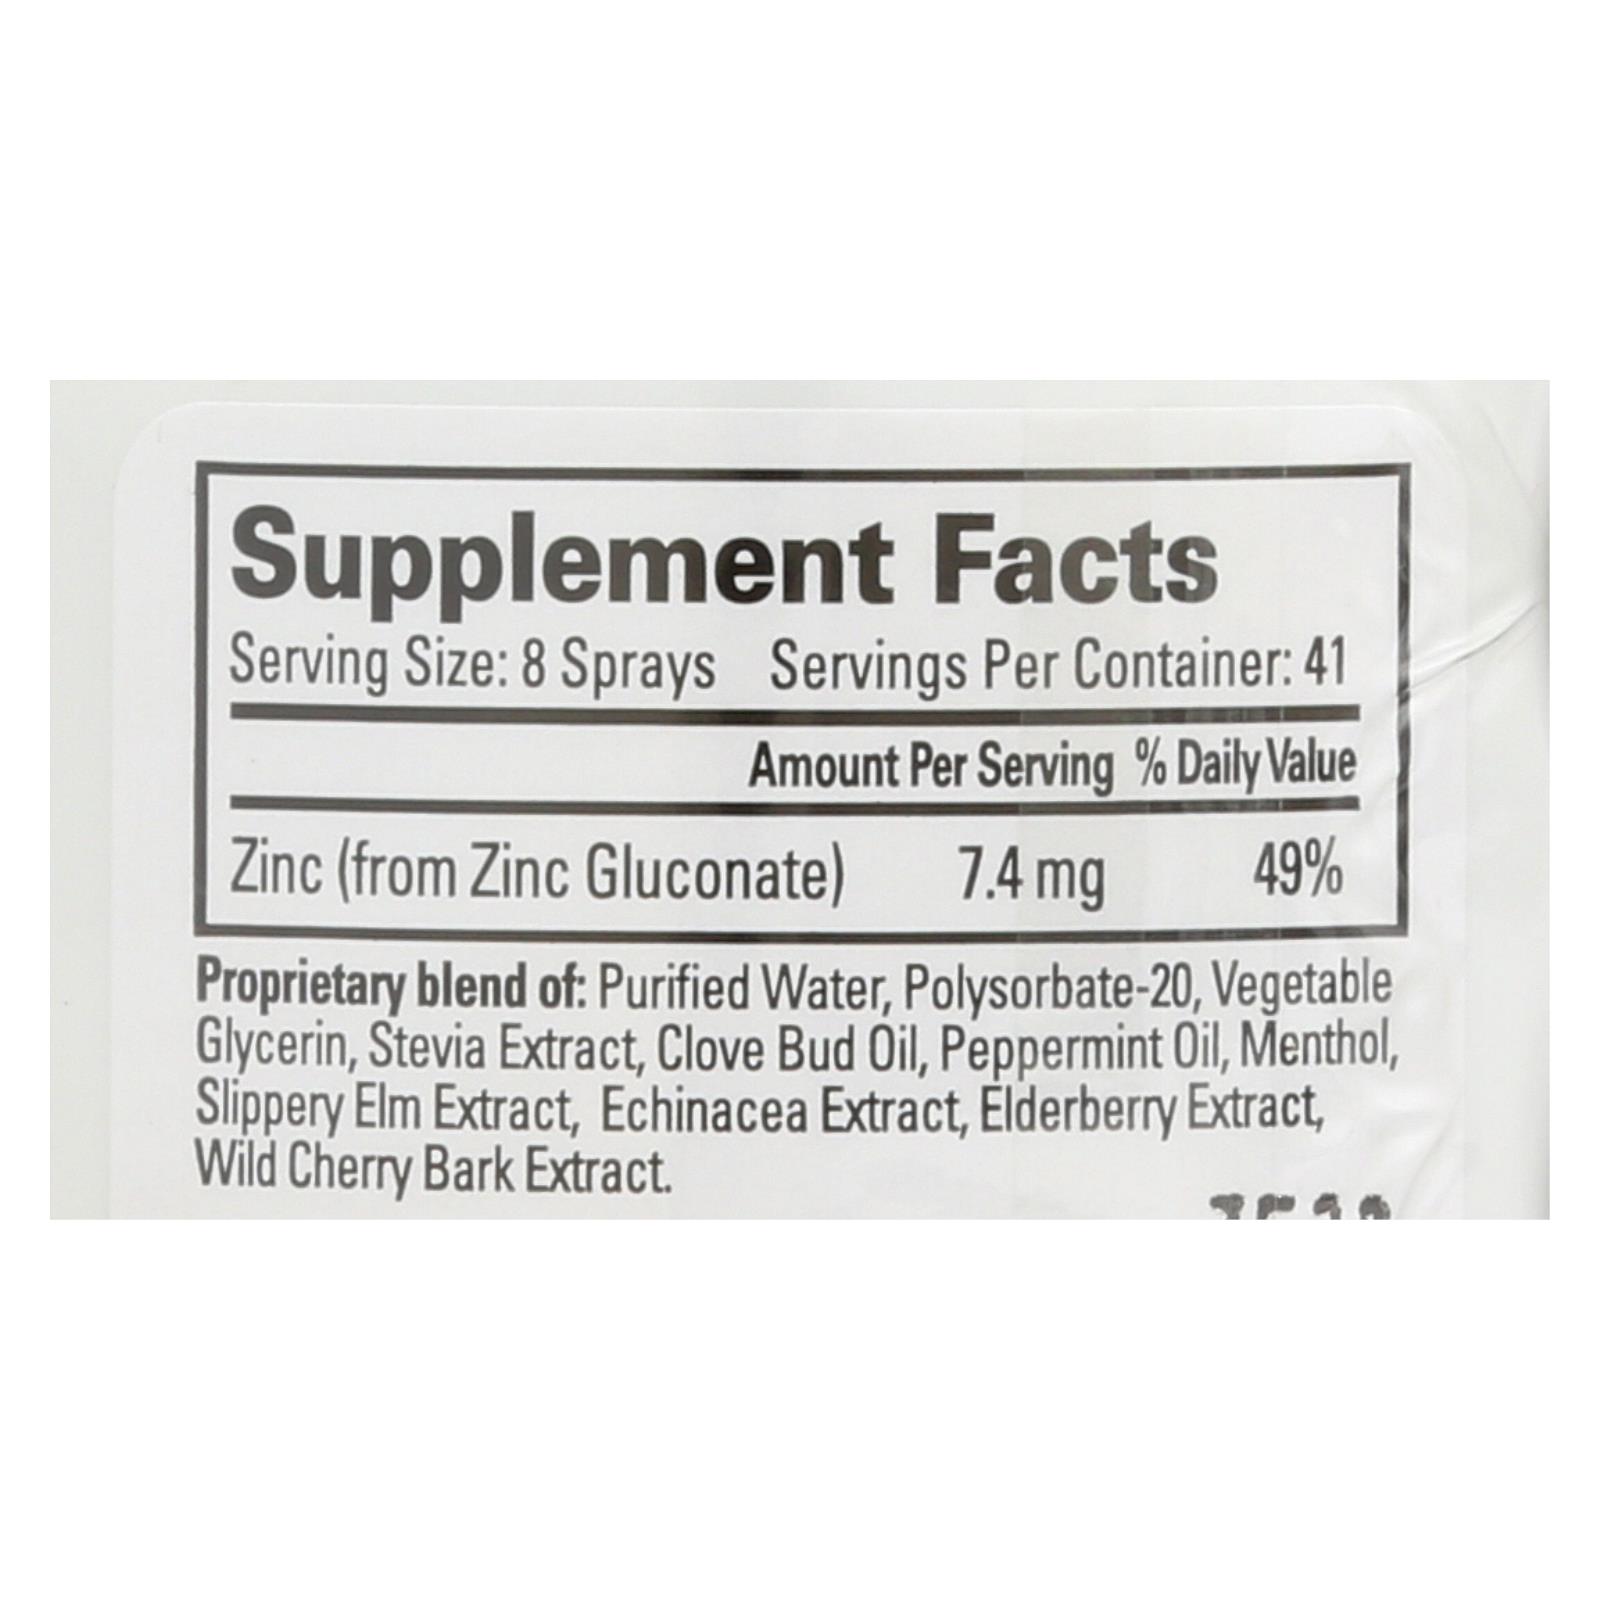 Supplement Facts
Serving Size: 8 Sprays Servings Per Container: 41
Amount Per Serving % Daily Value
Zinc (from Zinc Gluconate) 7.4 mg 49%
Proprietary blend of: Purified Water, Polysorbate-20, Vegetable
Glycerin, Stevia Extract, Clove Bud Oil, Peppermint Oil, Menthol,
Slippery Elm Extract, Echinacea Extract, Elderberry Extract,
Wild Cherry Bark Extract.